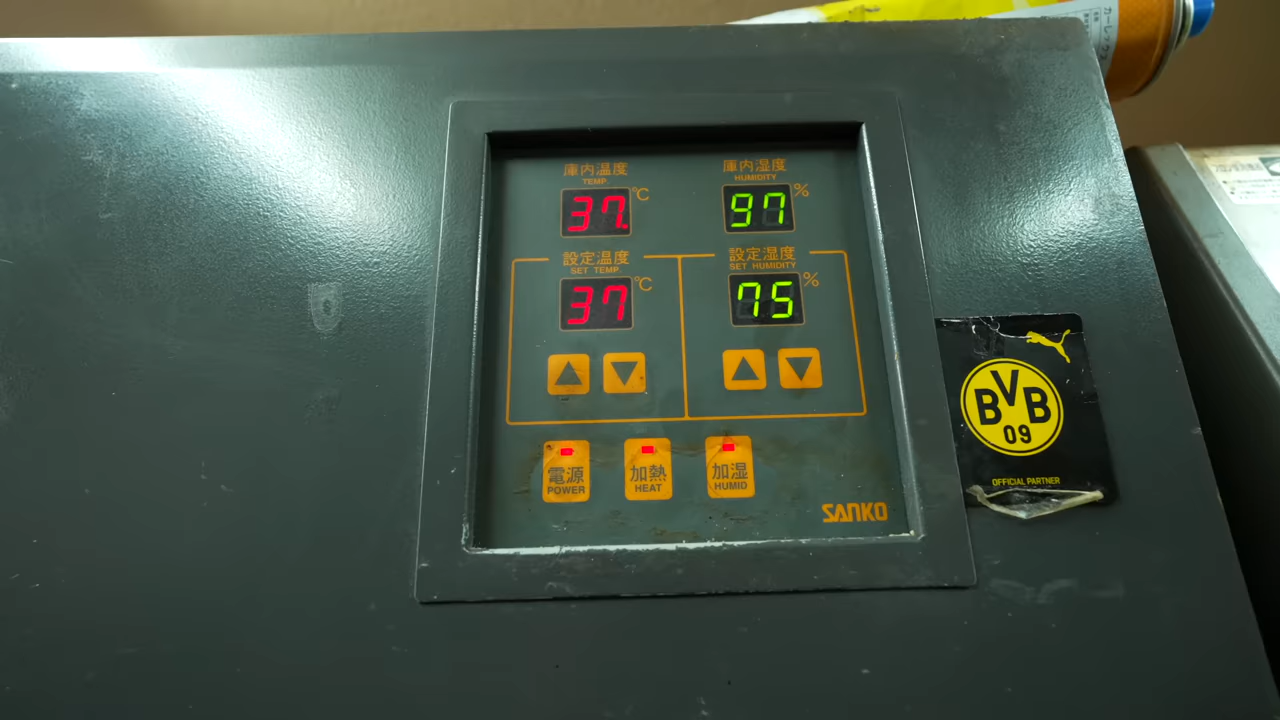 庫内温度
TEMP.
37. ℃
庫内湿度
HUMIDITY
97 %
設定温度
SET TEMP.
37 ℃
設定湿度
SET HUMIDITY
75 %
電源
POWER
加熱
HEAT
加湿
HUMID
SANKO
BVB
09
OFFICIAL PARTNER